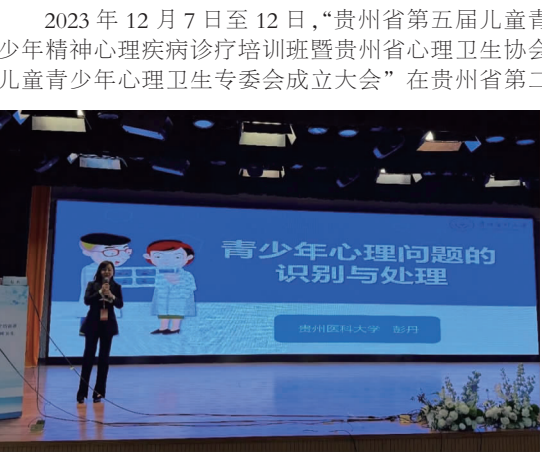 2023 年 12 月 7 日至 12 日，“贵州省第五届儿童青
少年精神心理疾病诊疗培训班暨贵州省心理卫生协会
儿童青少年心理卫生专委会成立大会”在贵州省第二
青少年心理问题的
识别与处理
贵州医科大学 彭丹